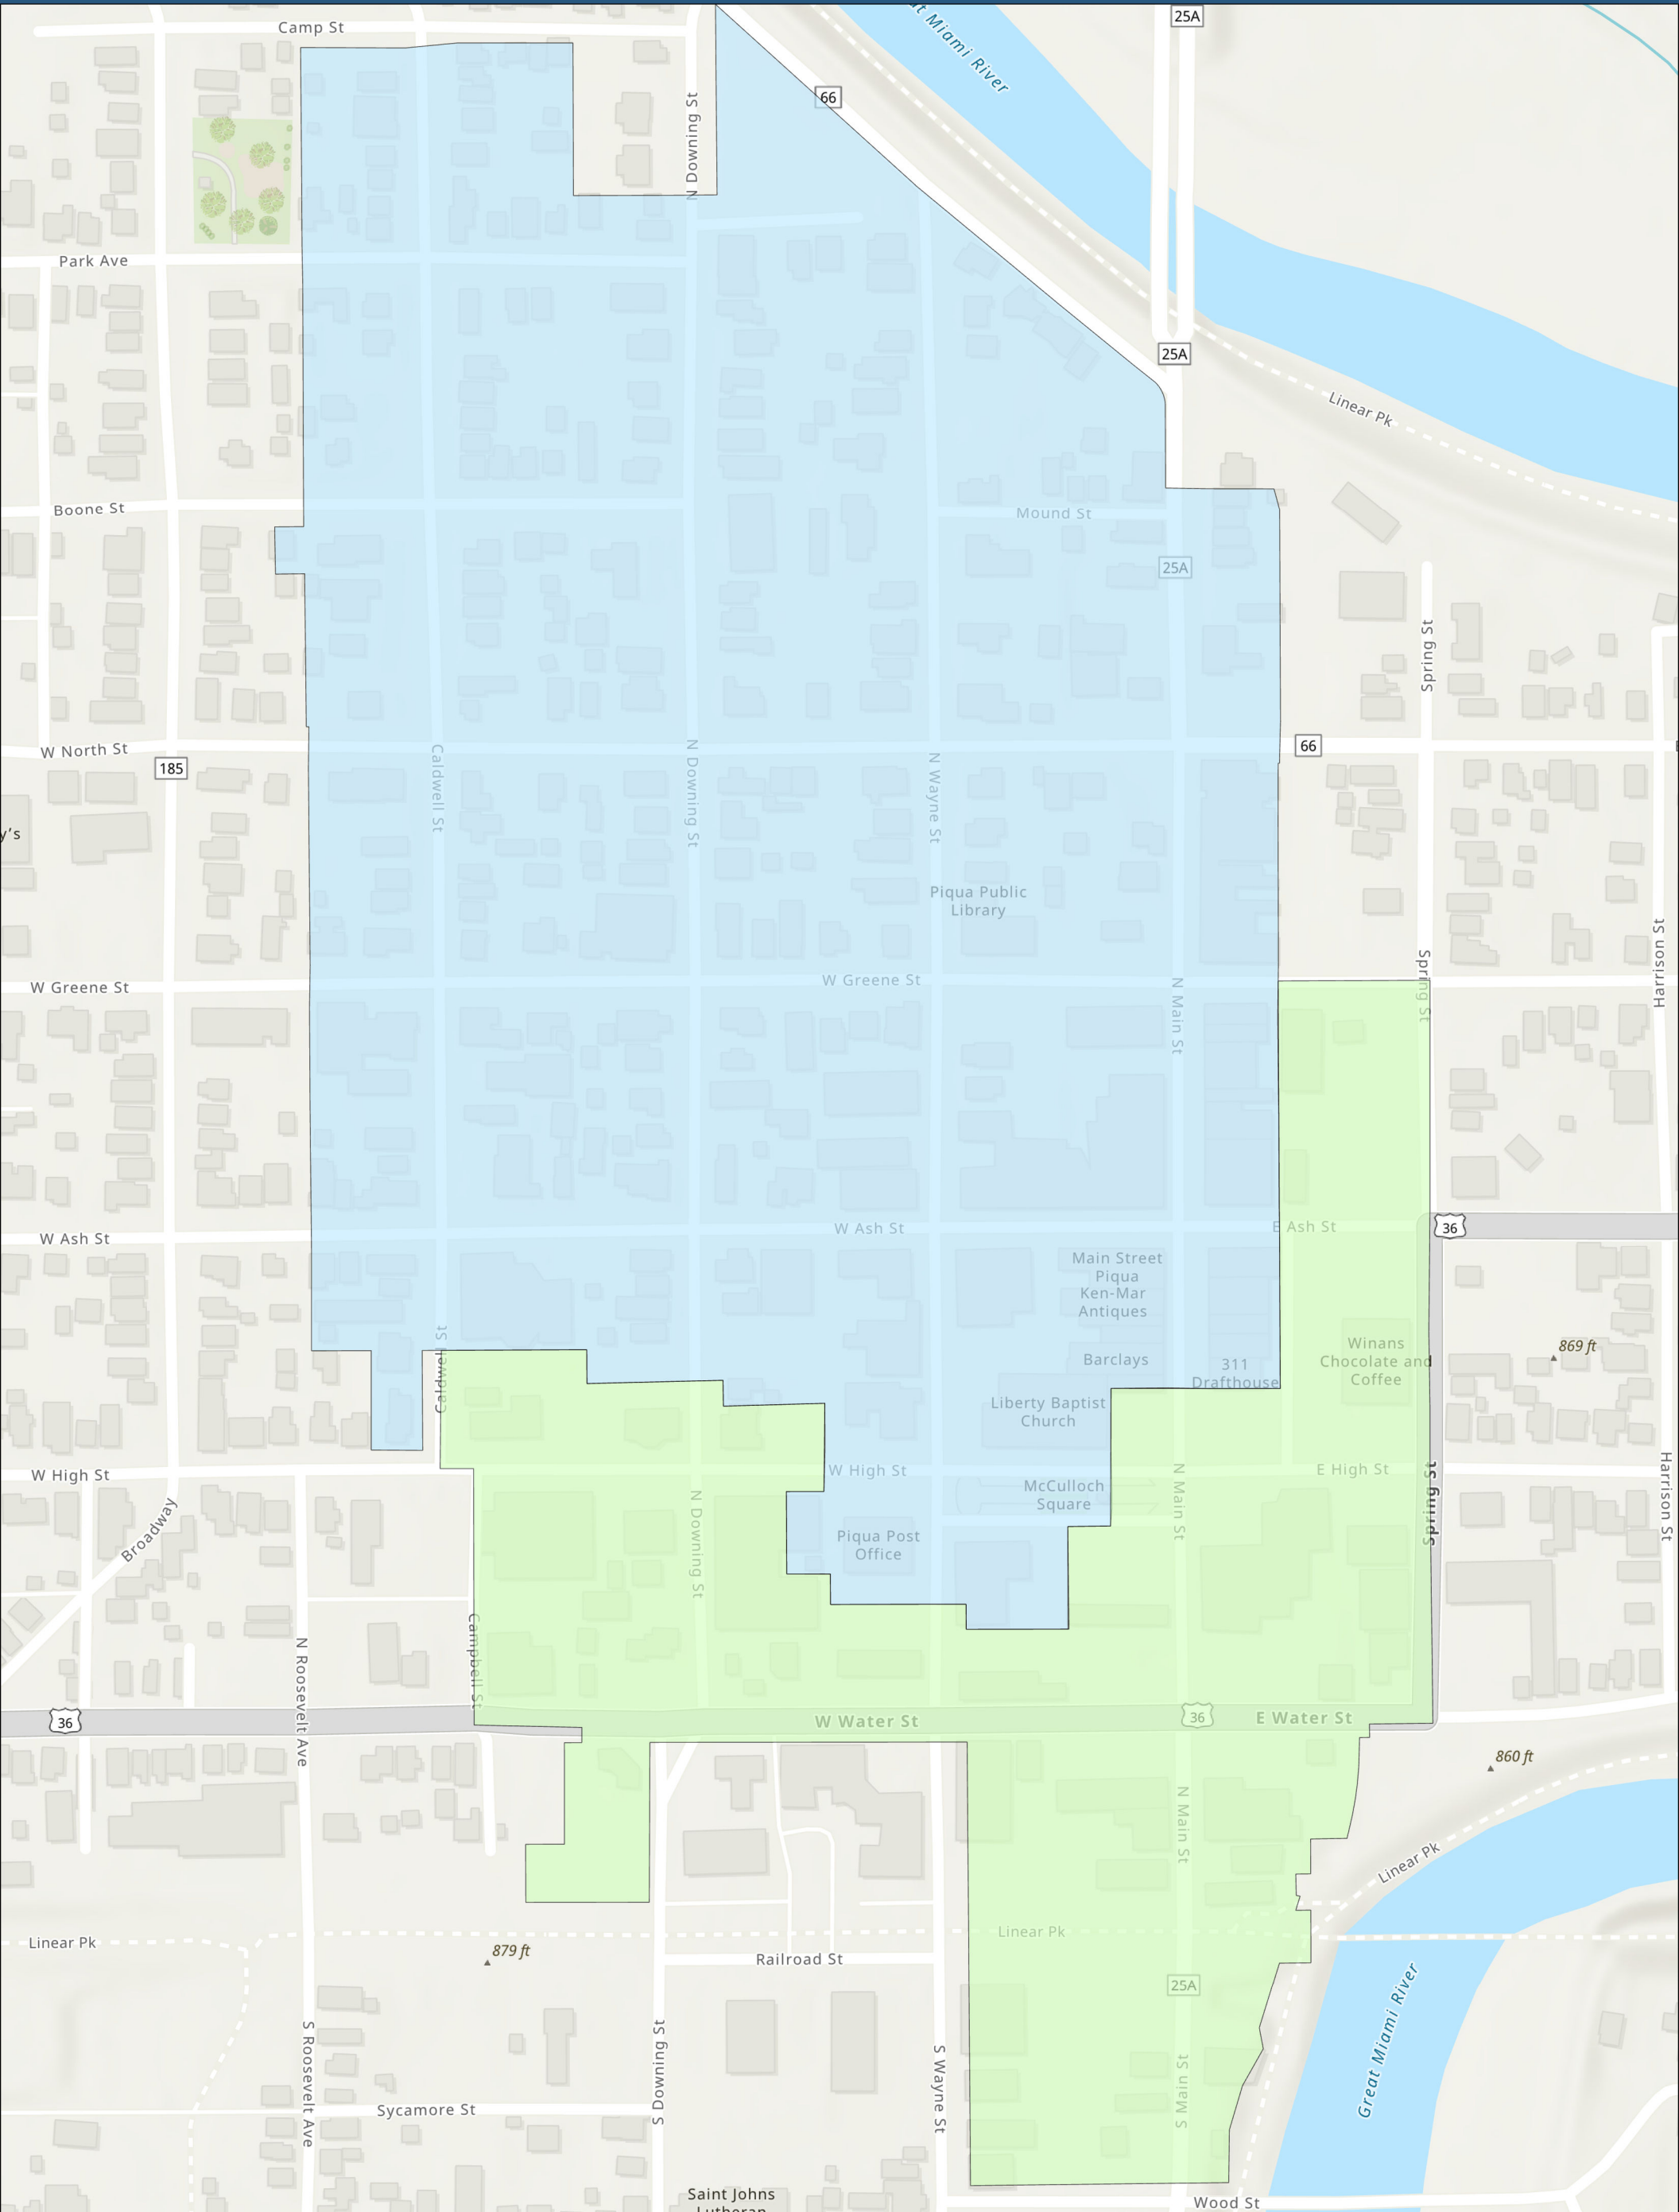 Camp St
25A
at Miami River
66
N Downing St
Park Ave
25A
Linear Pk
Boone St
Mound St
25A
Spring St
W North St
66
185
Caldwell St
N Downing St
N Wayne St
y's
Piqua Public
Library
Harrison St
W Greene St
W Greene St
N Main St
Spring St
W Ash St
W Ash St
E Ash St
36
Main Street
Piqua
Ken-Mar
Antiques
Barclays
311
Drafthouse
Winans
Chocolate and
Coffee
869 ft
Caldwell St
Caldwell St
Liberty Baptist
Church
W High St
W High St
E High St
McCulloch
Square
Broadway
N Downing St
N Main St
Spring St
Harrison St
Piqua Post
Office
Campbell St
N Roosevelt Ave
36
W Water St
36
E Water St
860 ft
N Main St
Linear Pk
Linear Pk
879 ft
Linear Pk
Railroad St
25A
Great Miami River
S Roosevelt Ave
S Downing St
S Wayne St
S Main St
Sycamore St
Saint Johns
Lutheran
Wood St